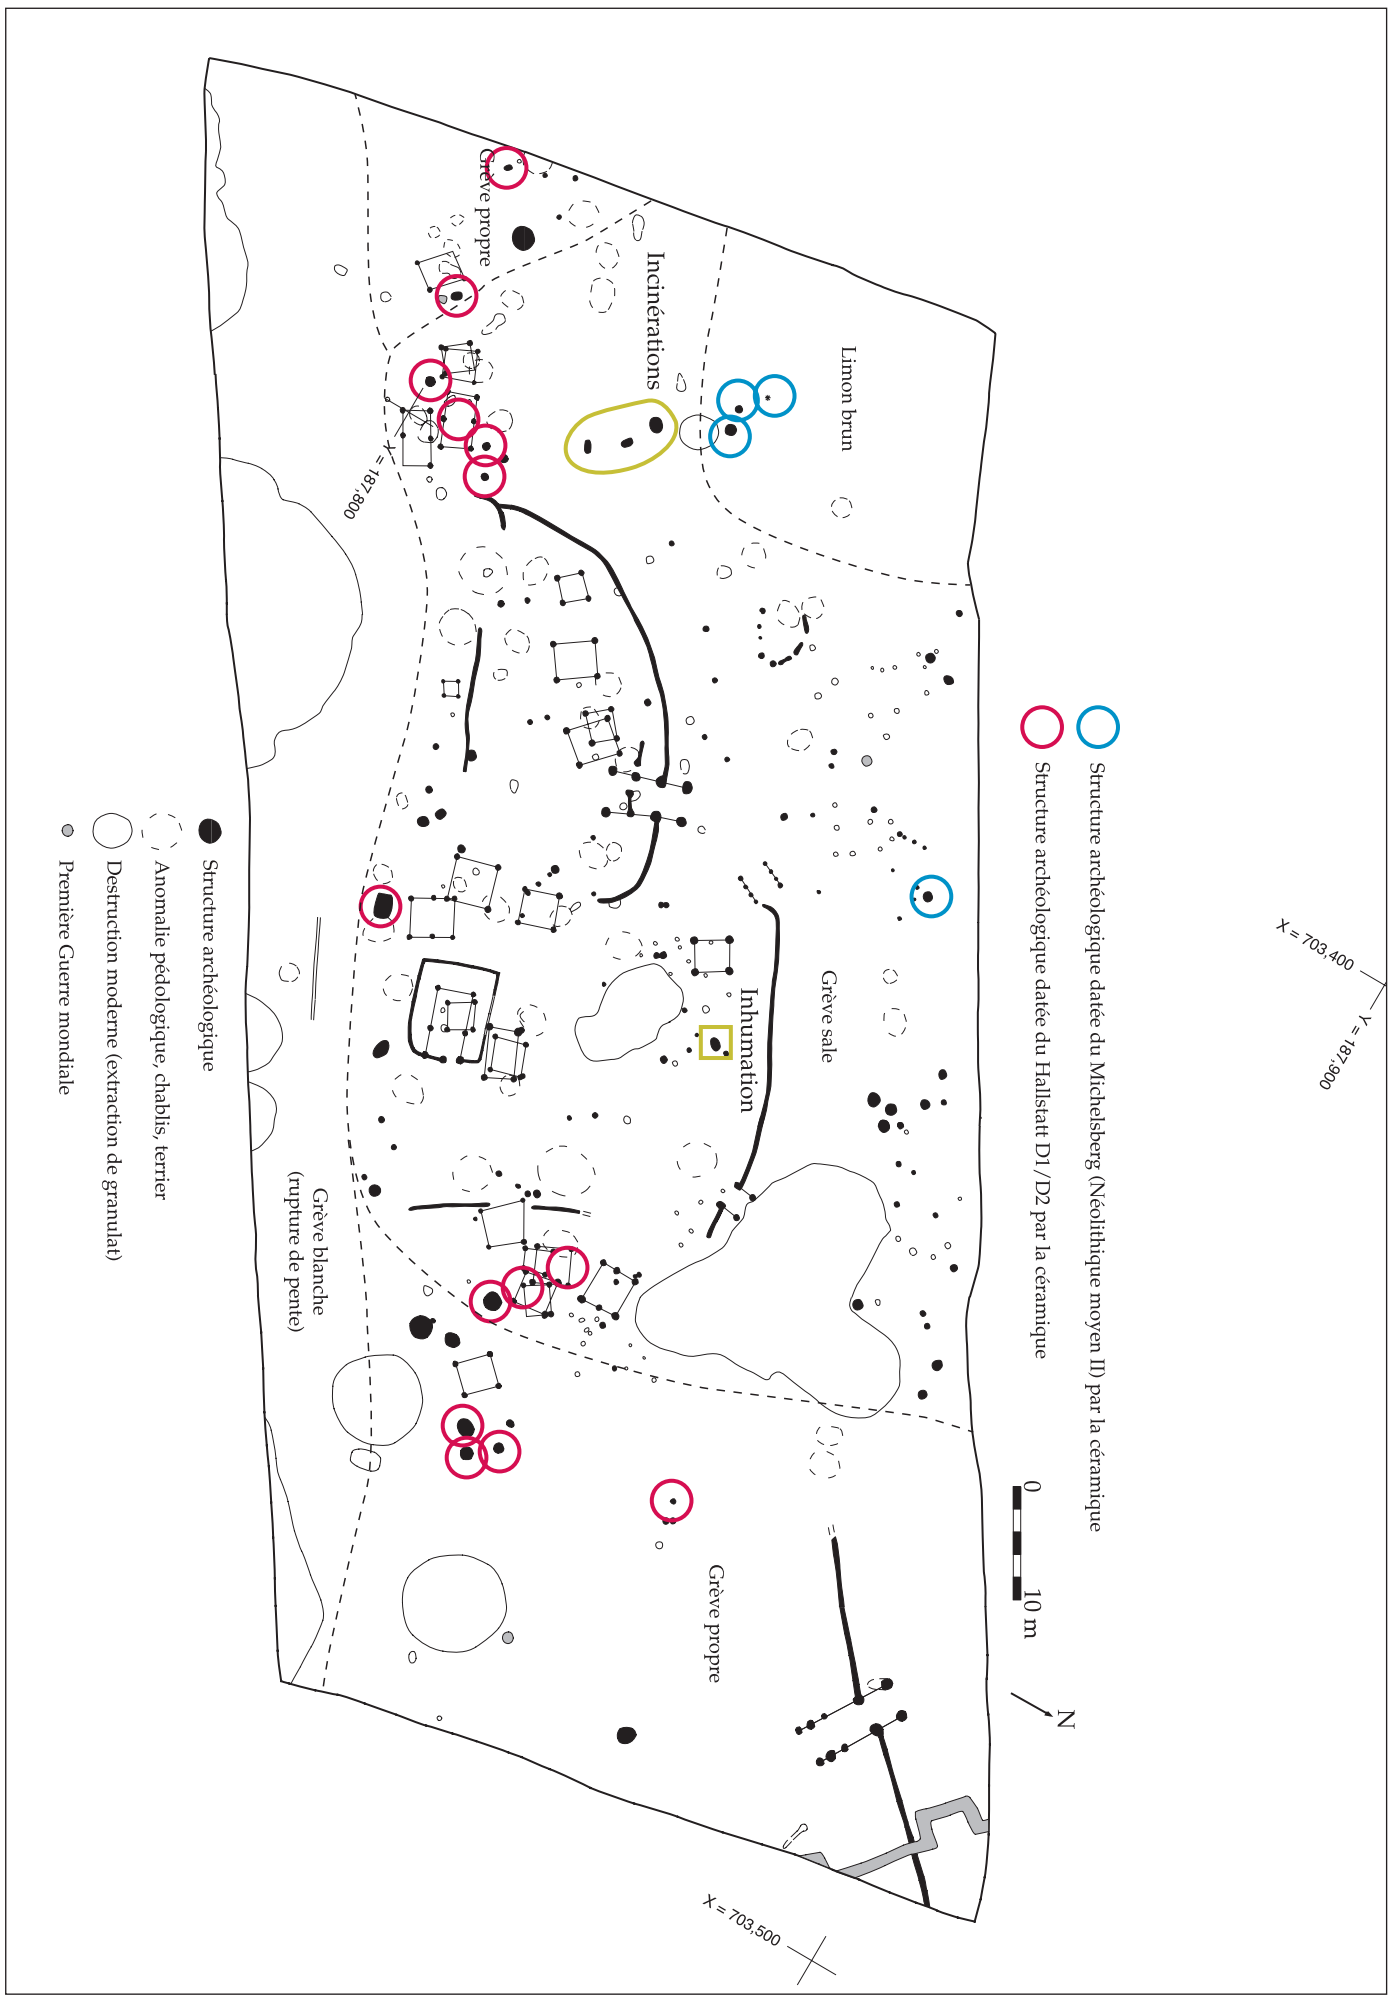 X = 703,400
Y = 187,900
Structure archéologique datée du Michelsberg (Néolithique moyen II) par la céramique
Structure archéologique datée du Hallstatt D1/D2 par la céramique
0
10 m
N
Limon brun
Grève sale
Inhumation
Grève propre
X = 703,500
Incinérations
Grève propre
X = 187,800
Grève blanche
(rupture de pente)
Structure archéologique
Anomalie pédologique, chablis, terrier
Destruction moderne (extraction de granulat)
Première Guerre mondiale